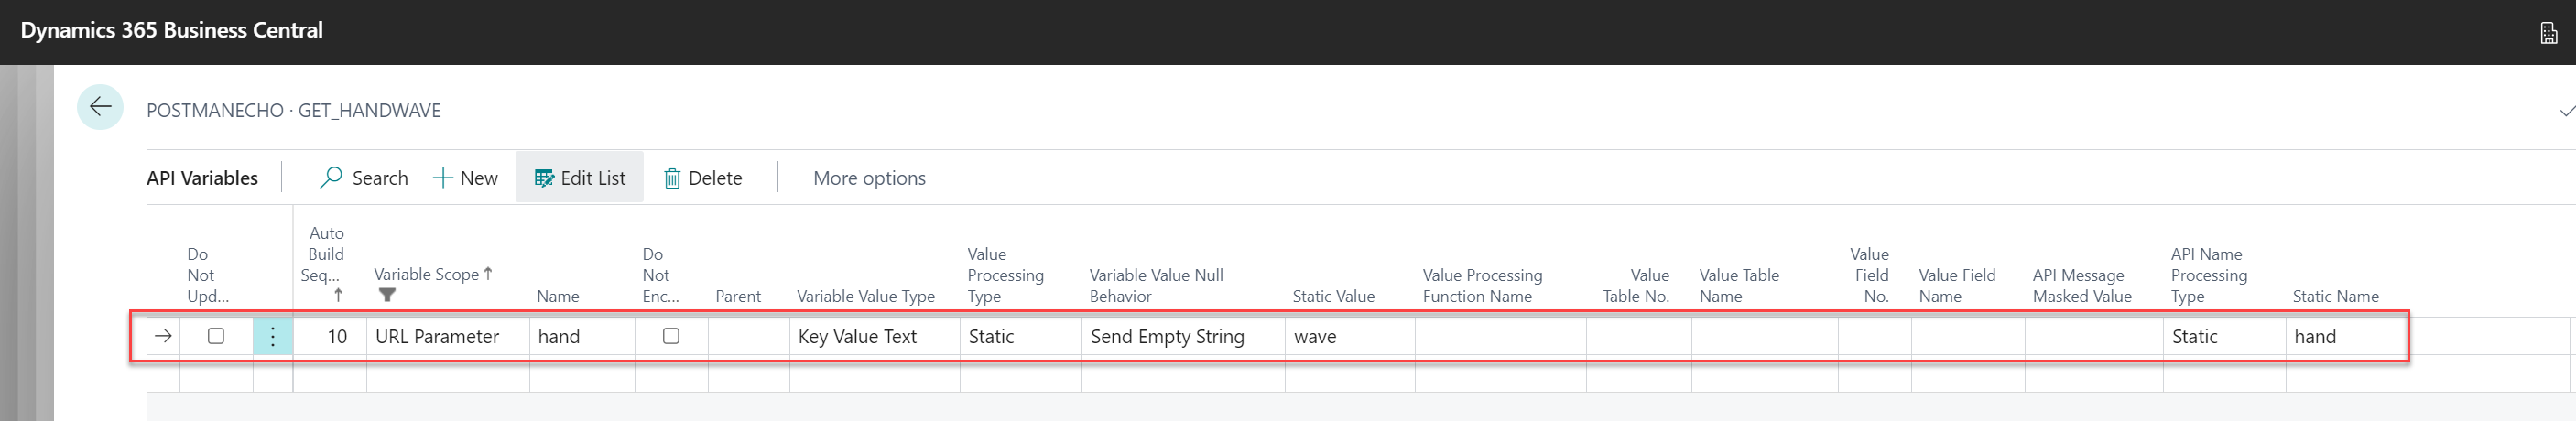 Dynamics 365 Business Central
POSTMANECHO · GET_HANDWAVE
API Variables Search New Edit List Delete More options
Do Not Upd... Auto Build Seq... ↑ Variable Scope ↑ Name Do Not Enc... Parent Variable Value Type Value Processing Type Variable Value Null Behavior Static Value Value Processing Function Name Value Table No. Value Table Name Value Field No. Value Field Name API Message Masked Value API Name Processing Type Static Name
10 URL Parameter hand Key Value Text Static Send Empty String wave Static hand